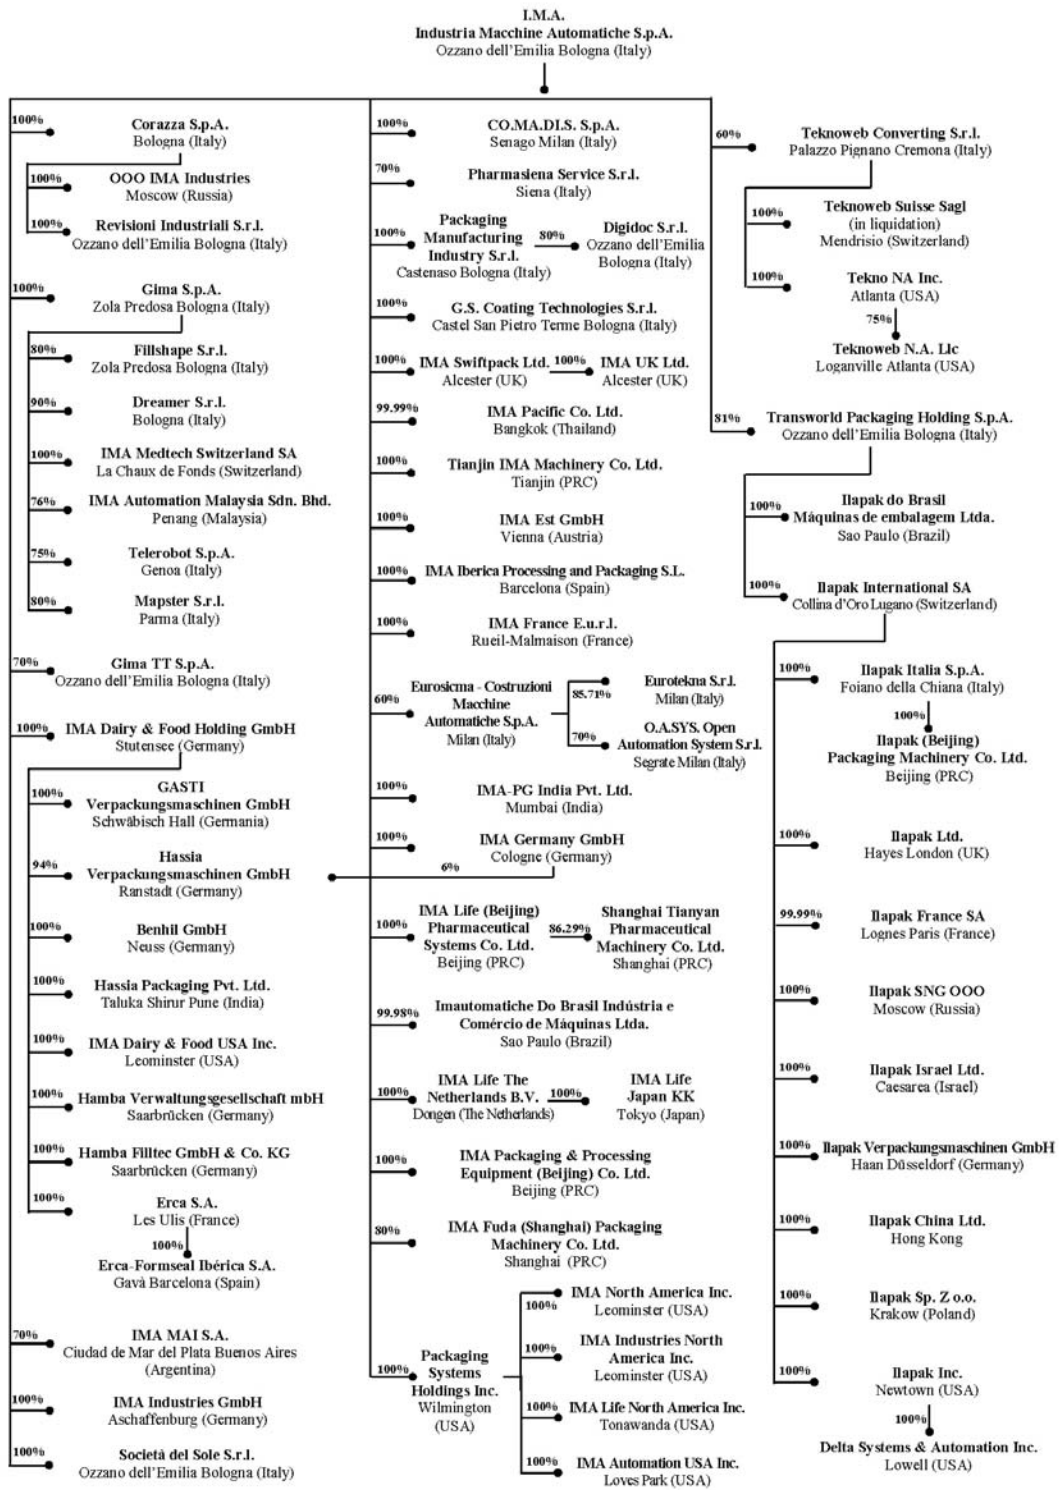 I.M.A.
Industria Macchine Automatiche S.p.A.
Ozzano dell'Emilia Bologna (Italy)
100%
Corazza S.p.A.
Bologna (Italy)
100%
OOO IMA Industries
Moscow (Russia)
100%
Revisioni Industriali S.r.l.
Ozzano dell'Emilia Bologna (Italy)
100%
Gima S.p.A.
Zola Predosa Bologna (Italy)
80%
Fillshape S.r.l.
Zola Predosa Bologna (Italy)
90%
Dreamer S.r.l.
Bologna (Italy)
100%
IMA Medtech Switzerland SA
La Chaux de Fonds (Switzerland)
76%
IMA Automation Malaysia Sdn. Bhd.
Penang (Malaysia)
75%
Telerobot S.p.A.
Genoa (Italy)
80%
Mapster S.r.l.
Parma (Italy)
70%
Gima TT S.p.A.
Ozzano dell'Emilia Bologna (Italy)
100%
IMA Dairy & Food Holding GmbH
Stutensee (Germany)
100%
GASTI
Verpackungsmaschinen GmbH
Schwäbisch Hall (Germania)
94%
Hassia
Verpackungsmaschinen GmbH
Ranstadt (Germany)
100%
Benhil GmbH
Neuss (Germany)
100%
Hassia Packaging Pvt. Ltd.
Taluka Shirur Pune (India)
100%
IMA Dairy & Food USA Inc.
Leominster (USA)
100%
Hamba Verwaltungsgesellschaft mbH
Saarbrücken (Germany)
100%
Hamba Filltec GmbH & Co. KG
Saarbrücken (Germany)
100%
Erca S.A.
Les Ulis (France)
100%
Erca-Formseal Ibérica S.A.
Gavà Barcelona (Spain)
70%
IMA MAI S.A.
Ciudad de Mar del Plata Buenos Aires
(Argentina)
100%
IMA Industries GmbH
Aschaffenburg (Germany)
100%
Società del Sole S.r.l.
Ozzano dell'Emilia Bologna (Italy)
100%
CO.MA.DI.S. S.p.A.
Senago Milan (Italy)
70%
Pharmasiena Service S.r.l.
Siena (Italy)
100%
Packaging
Manufacturing
Industry S.r.l.
Castenaso Bologna (Italy)
80%
Digidoc S.r.l.
Ozzano dell'Emilia
Bologna (Italy)
100%
G.S. Coating Technologies S.r.l.
Castel San Pietro Terme Bologna (Italy)
100%
IMA Swiftpack Ltd.
Alcester (UK)
100%
IMA UK Ltd.
Alcester (UK)
99.99%
IMA Pacific Co. Ltd.
Bangkok (Thailand)
100%
Tianjin IMA Machinery Co. Ltd.
Tianjin (PRC)
100%
IMA Est GmbH
Vienna (Austria)
100%
IMA Iberica Processing and Packaging S.L.
Barcelona (Spain)
100%
IMA France E.u.r.l.
Rueil-Malmaison (France)
60%
Eurosicma - Costruzioni
Macchine
Automatiche S.p.A.
Milan (Italy)
85.71%
Eurotekna S.r.l.
Milan (Italy)
70%
O.A.SYS. Open
Automation System S.r.l.
Segrate Milan (Italy)
100%
IMA-PG India Pvt. Ltd.
Mumbai (India)
100%
IMA Germany GmbH
Cologne (Germany)
6%
100%
IMA Life (Beijing)
Pharmaceutical
Systems Co. Ltd.
Beijing (PRC)
86.29%
Shanghai Tianyan
Pharmaceutical
Machinery Co. Ltd.
Shanghai (PRC)
99.98%
Imautomatiche Do Brasil Indústria e
Comércio de Máquinas Ltda.
Sao Paulo (Brazil)
100%
IMA Life The
Netherlands B.V.
Dongen (The Netherlands)
100%
IMA Life
Japan KK
Tokyo (Japan)
100%
IMA Packaging & Processing
Equipment (Beijing) Co. Ltd.
Beijing (PRC)
80%
IMA Fuda (Shanghai) Packaging
Machinery Co. Ltd.
Shanghai (PRC)
100%
Packaging
Systems
Holdings Inc.
Wilmington
(USA)
100%
IMA North America Inc.
Leominster (USA)
100%
IMA Industries North
America Inc.
Leominster (USA)
100%
IMA Life North America Inc.
Tonawanda (USA)
100%
IMA Automation USA Inc.
Loves Park (USA)
60%
Teknoweb Converting S.r.l.
Palazzo Pignano Cremona (Italy)
100%
Teknoweb Suisse Sagl
(in liquidation)
Mendrisio (Switzerland)
100%
Tekno NA Inc.
Atlanta (USA)
75%
Teknoweb N.A. Llc
Loganville Atlanta (USA)
81%
Transworld Packaging Holding S.p.A.
Ozzano dell'Emilia Bologna (Italy)
100%
Ilapak do Brasil
Máquinas de embalagem Ltda.
Sao Paulo (Brazil)
100%
Ilapak International SA
Collina d'Oro Lugano (Switzerland)
100%
Ilapak Italia S.p.A.
Foiano della Chiana (Italy)
100%
Ilapak (Beijing)
Packaging Machinery Co. Ltd.
Beijing (PRC)
100%
Ilapak Ltd.
Hayes London (UK)
99.99%
Ilapak France SA
Lognes Paris (France)
100%
Ilapak SNG OOO
Moscow (Russia)
100%
Ilapak Israel Ltd.
Caesarea (Israel)
100%
Ilapak Verpackungsmaschinen GmbH
Haan Düsseldorf (Germany)
100%
Ilapak China Ltd.
Hong Kong
100%
Ilapak Sp. Z o.o.
Krakow (Poland)
100%
Ilapak Inc.
Newtown (USA)
100%
Delta Systems & Automation Inc.
Lowell (USA)